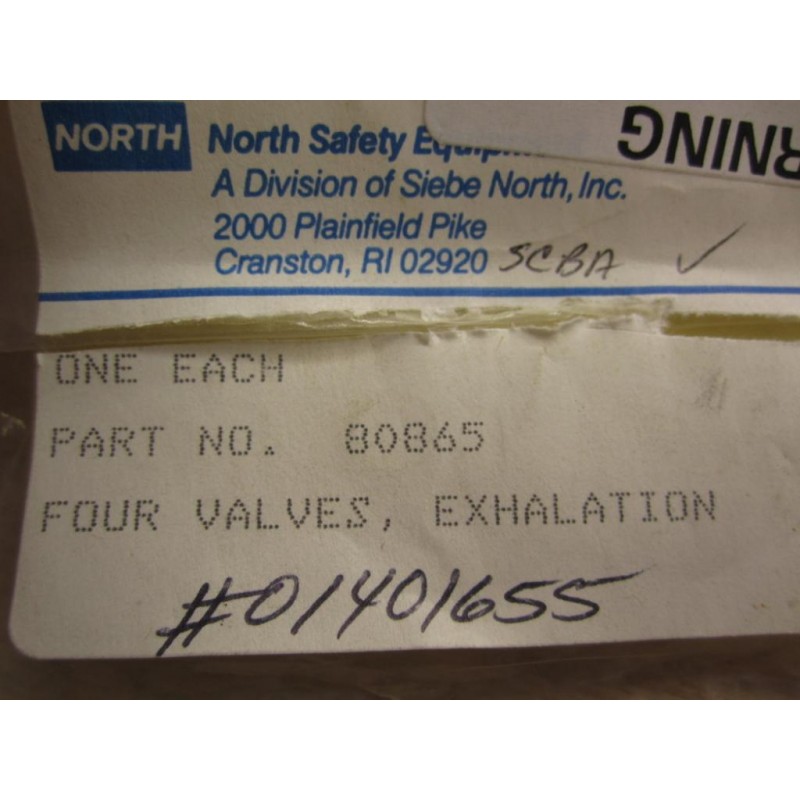 NORTH
North Safety
A Division of Siebe North, Inc.
2000 Plainfield Pike
Cranston, RI 02920 SCBA ✓
RNING
ONE EACH
PART NO. 80865
FOUR VALVES, EXHALATION
#01401655